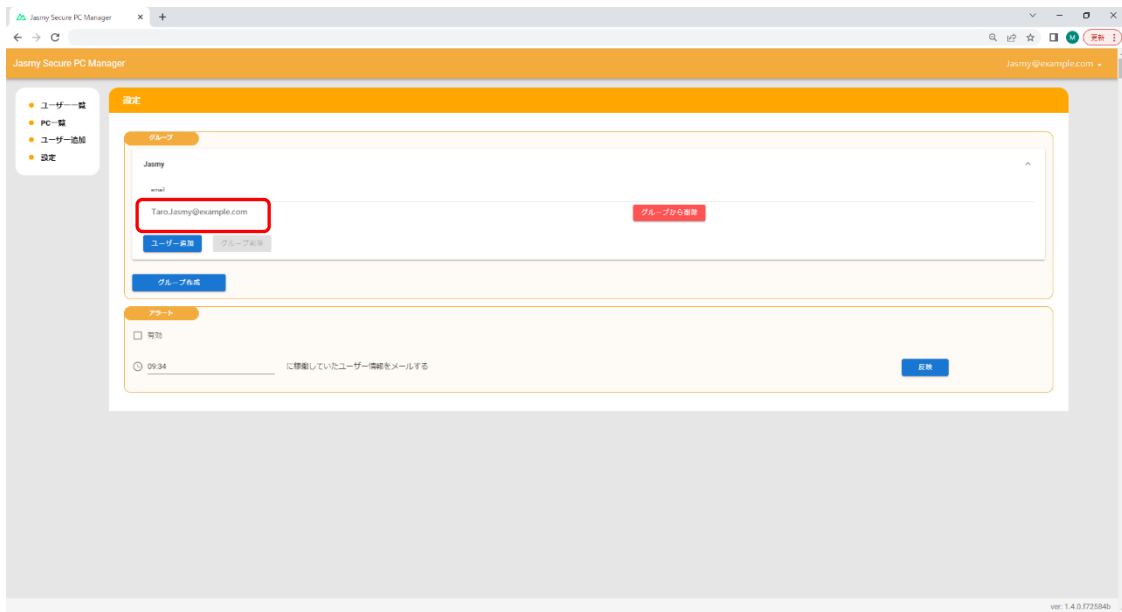 Jasmy Secure PC Manager
更新
Jasmy Secure PC Manager
Jasmy@example.com
ユーザー一覧
PC一覧
ユーザー追加
設定
設定
グループ
Jasmy
email
Taro.Jasmy@example.com
グループから削除
ユーザー追加
グループ削除
グループ作成
アラート
有効
09:34
に稼働していたユーザー情報をメールする
反映
ver: 1.4.0.f72584b